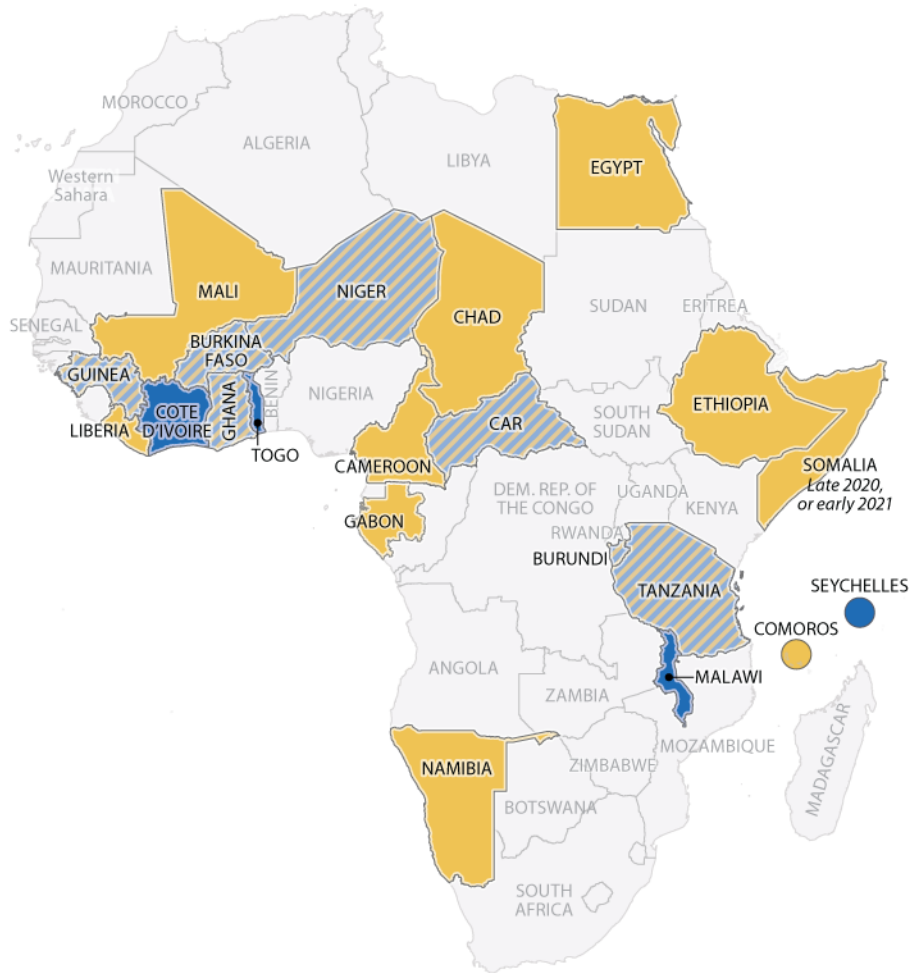 MOROCCO
ALGERIA
LIBYA
EGYPT
Western
Sahara
MAURITANIA
MALI
NIGER
CHAD
SUDAN
ERITREA
SENEGAL
BURKINA
FASO
GUINEA
BENIN
NIGERIA
GHANA
COTE
D'IVOIRE
LIBERIA
TOGO
CAR
SOUTH
SUDAN
ETHIOPIA
CAMEROON
SOMALIA
Late 2020,
or early 2021
DEM. REP. OF
THE CONGO
UGANDA
KENYA
GABON
RWANDA
BURUNDI
TANZANIA
SEYCHELLES
COMOROS
ANGOLA
MALAWI
ZAMBIA
MOZAMBIQUE
MADAGASCAR
NAMIBIA
ZIMBABWE
BOTSWANA
SOUTH
AFRICA